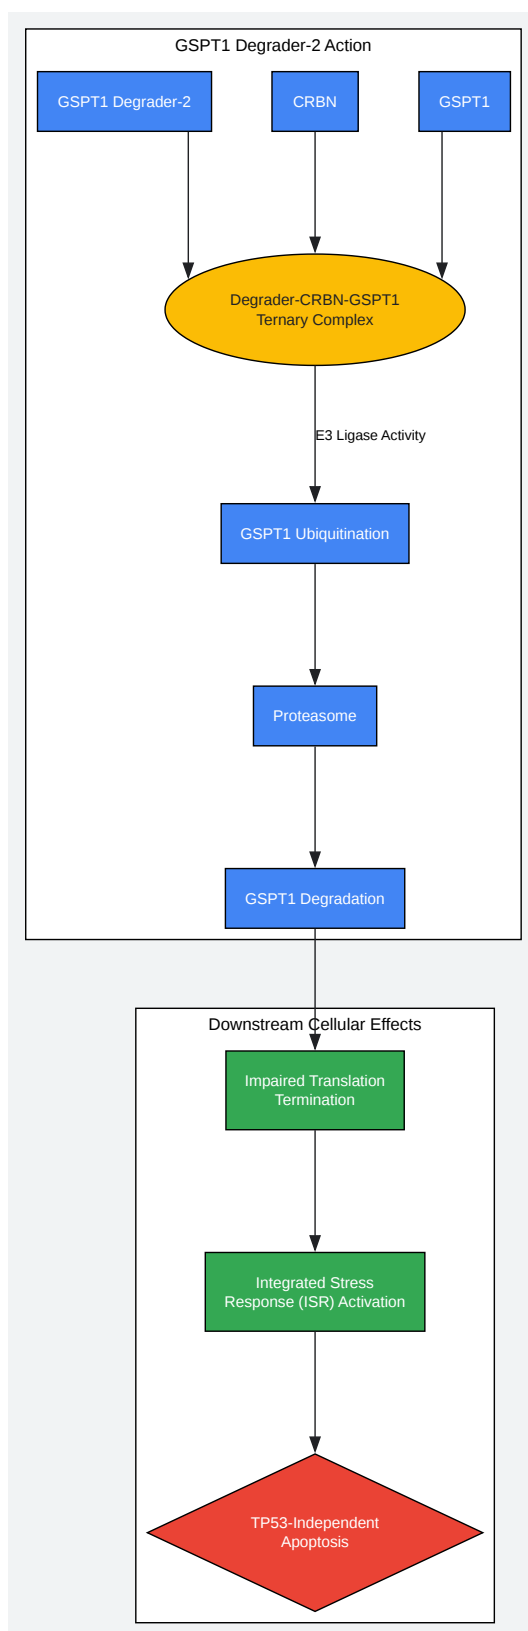 GSPT1 Degrader-2 Action
GSPT1 Degrader-2
CRBN
GSPT1
Degrader-CRBN-GSPT1
Ternary Complex
E3 Ligase Activity
GSPT1 Ubiquitination
Proteasome
GSPT1 Degradation
Downstream Cellular Effects
Impaired Translation
Termination
Integrated Stress
Response (ISR) Activation
TP53-Independent
Apoptosis